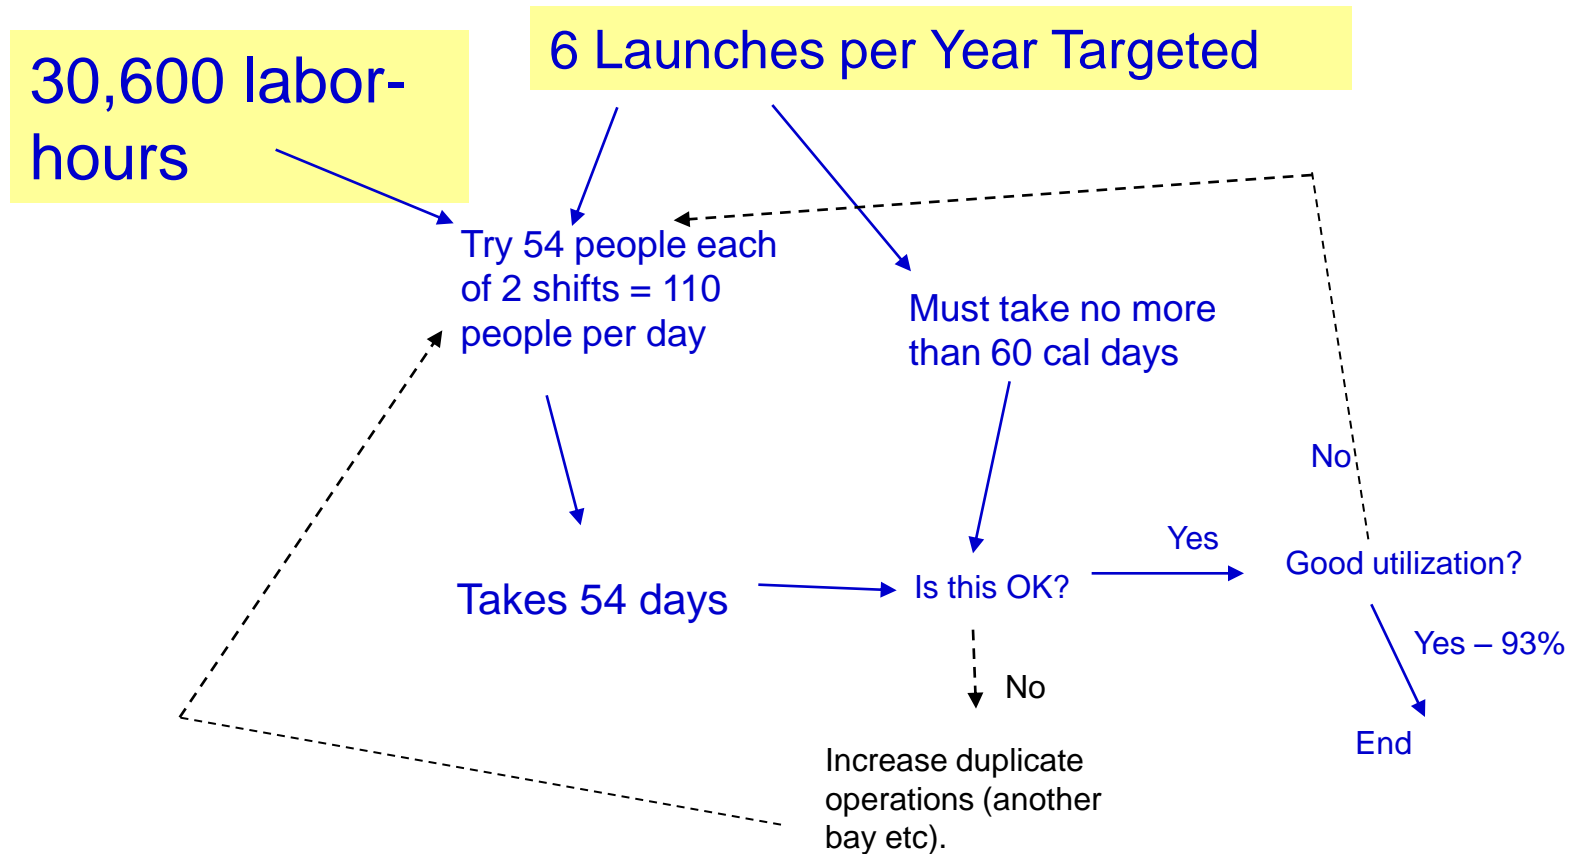 30,600 labor-
hours
6 Launches per Year Targeted
Try 54 people each
of 2 shifts = 110
people per day
Must take no more
than 60 cal days
No
Takes 54 days
Is this OK?
Yes
Good utilization?
Yes – 93%
No
End
Increase duplicate
operations (another
bay etc).